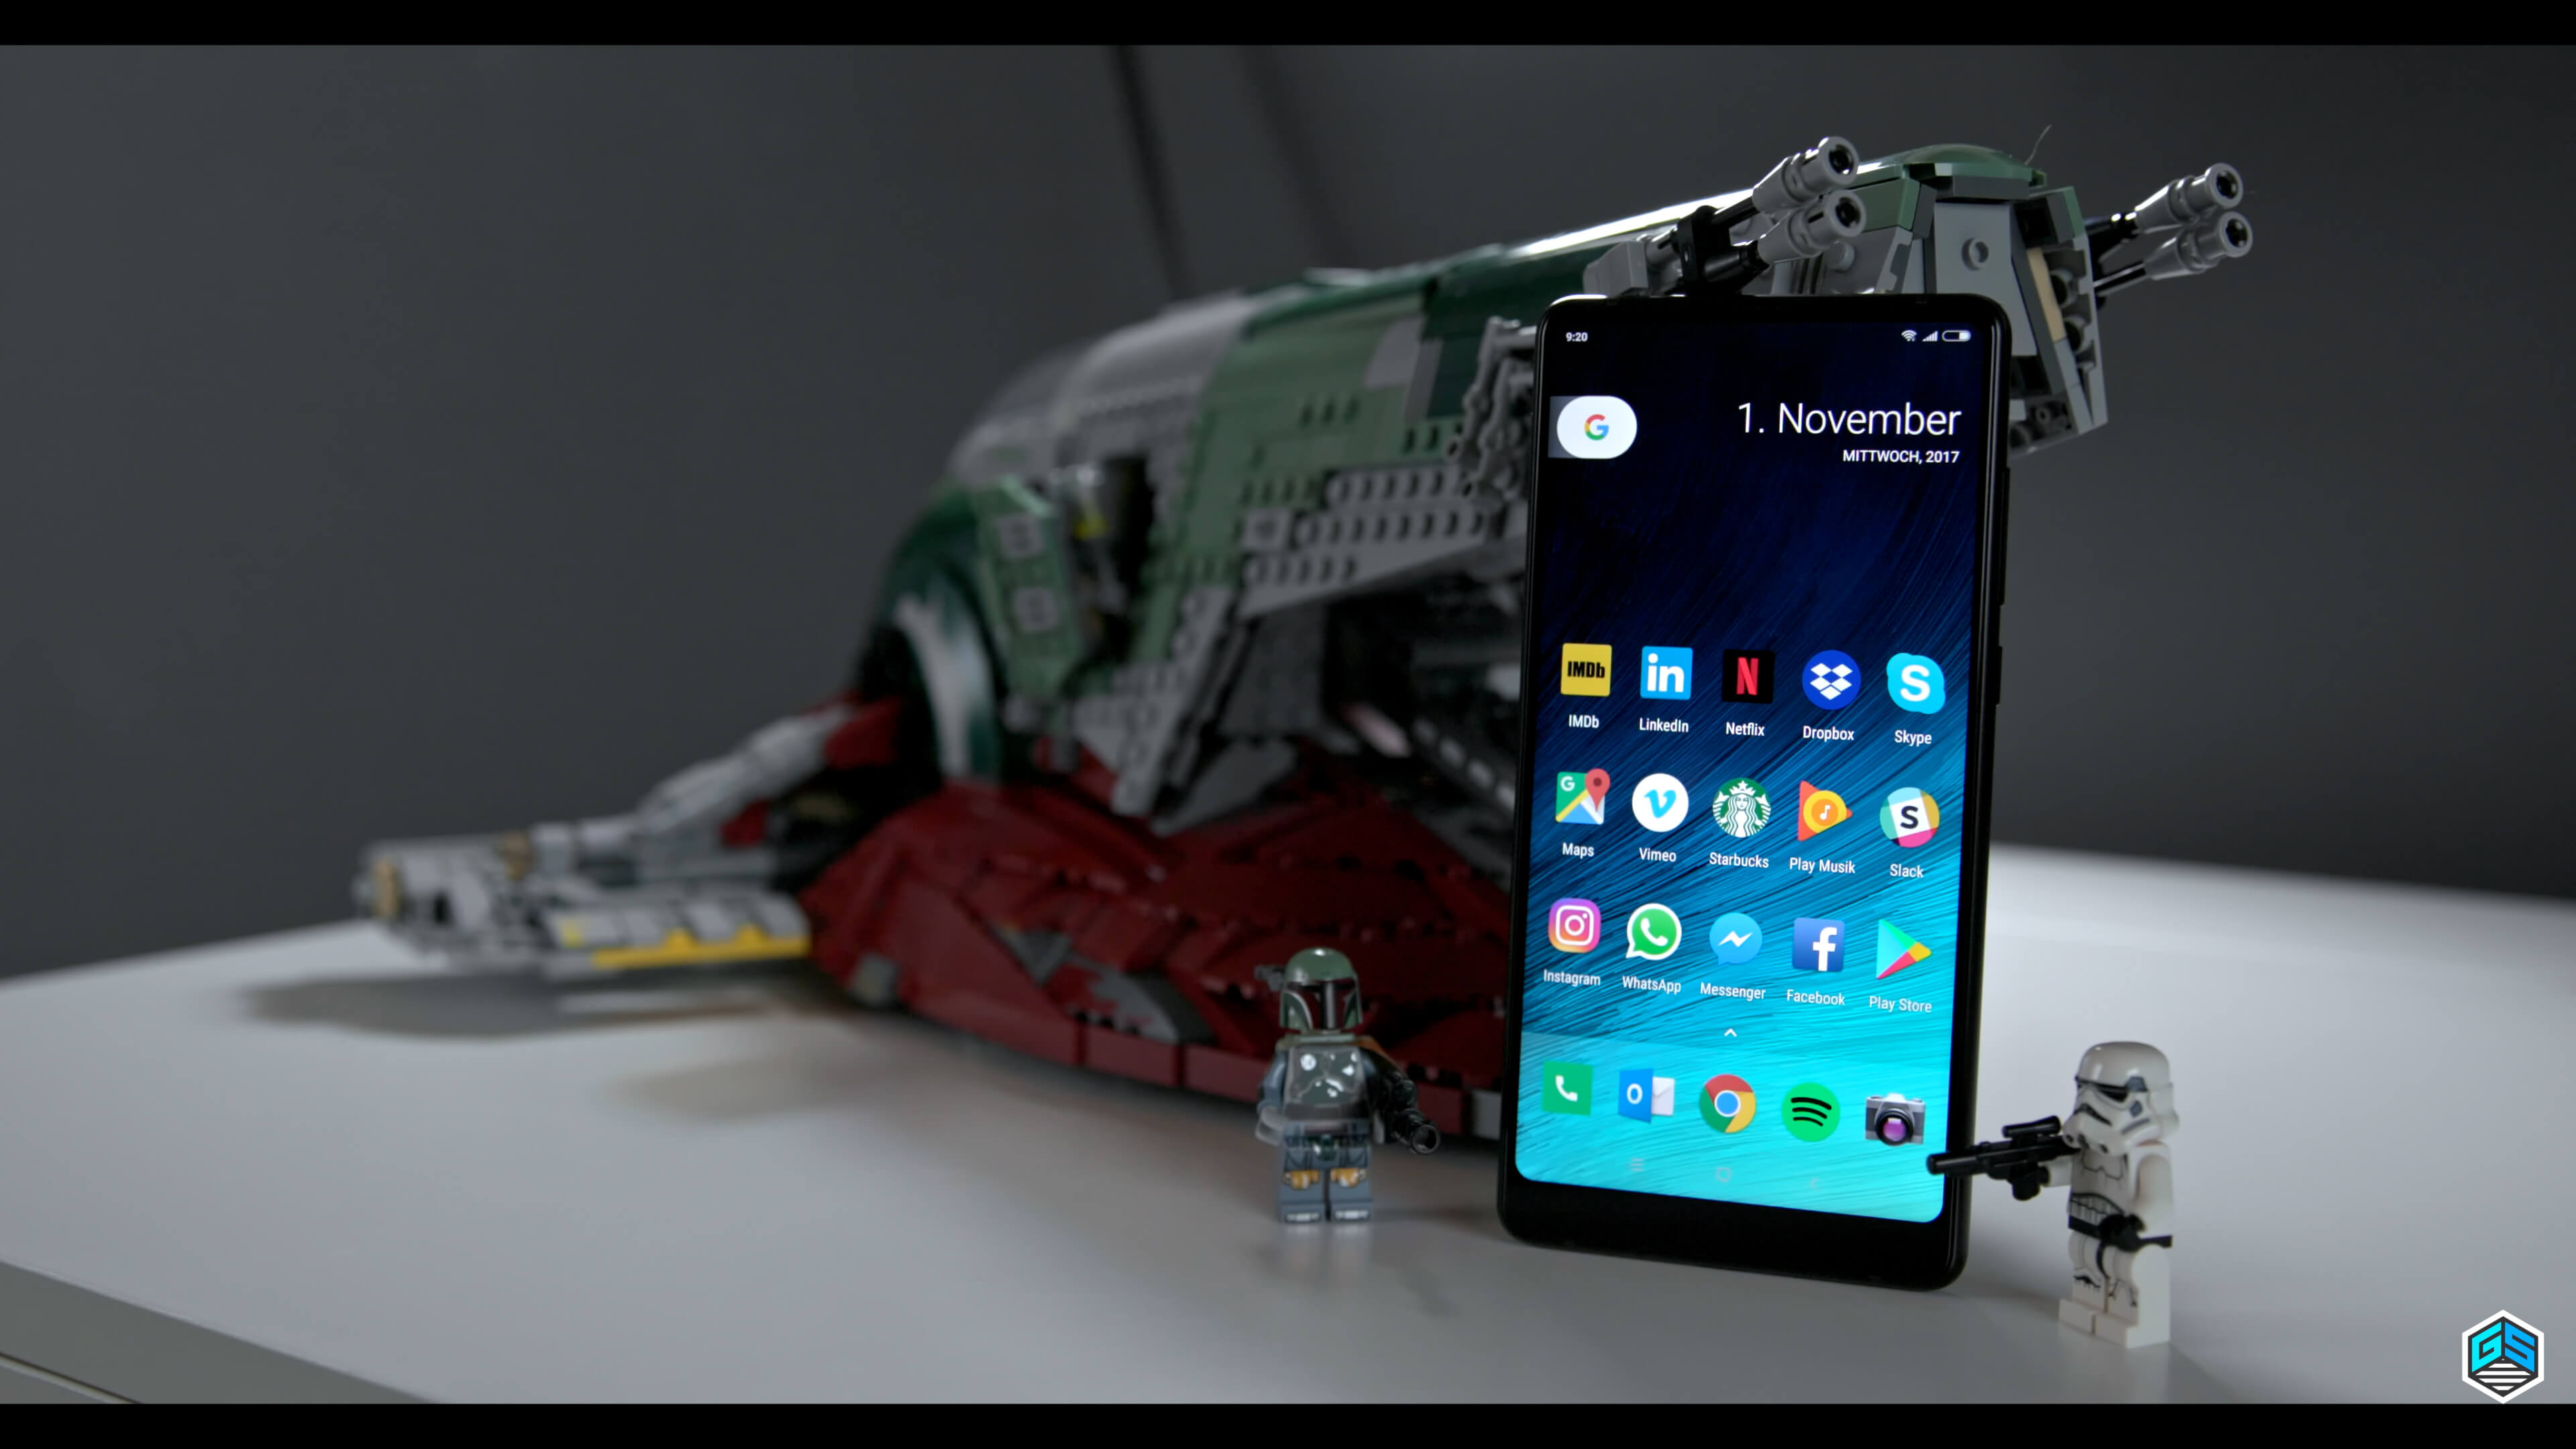 9:20
G
1. November
MITTWOCH, 2017
IMDb
in
N
S
IMDb
LinkedIn
Netflix
Dropbox
Skype
G
V
S
Maps
Vimeo
Starbucks
Play Musik
Slack
f
Instagram
WhatsApp
Messenger
Facebook
Play Store
O
GS